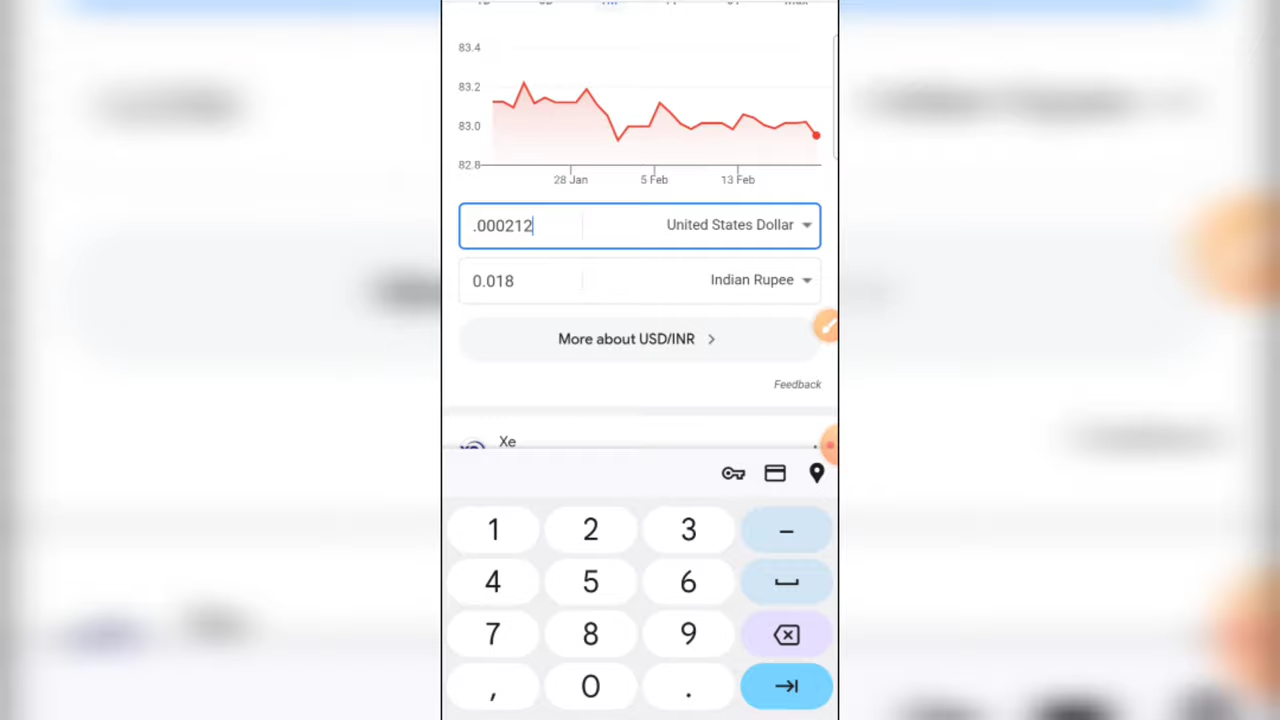 83.4
83.2
83.0
82.8
28 Jan 5 Feb 13 Feb
.000212 United States Dollar
0.018 Indian Rupee
More about USD/INR >
Feedback
Xe
1 2 3 –
4 5 6
7 8 9
, 0 .